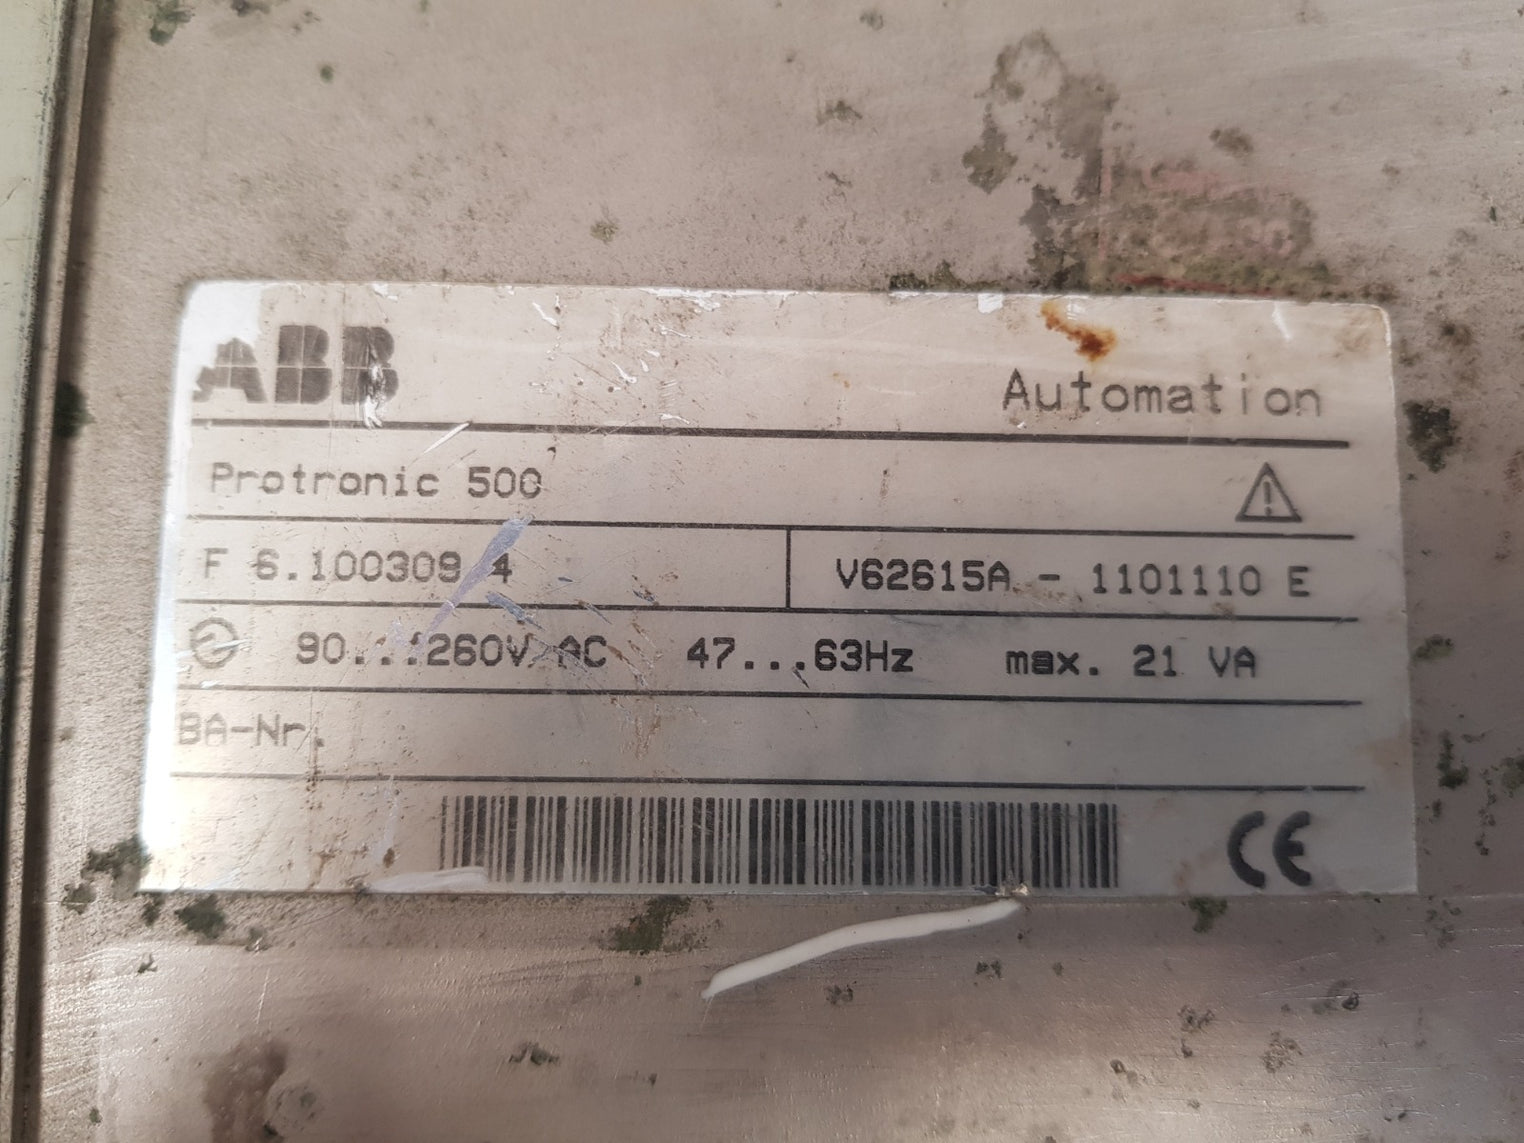 ABB
Automation
Protronic 500
F 6.100309 4
V62615A - 1101110 E
90...260V AC 47...63Hz max. 21 VA
BA-Nr.
CE